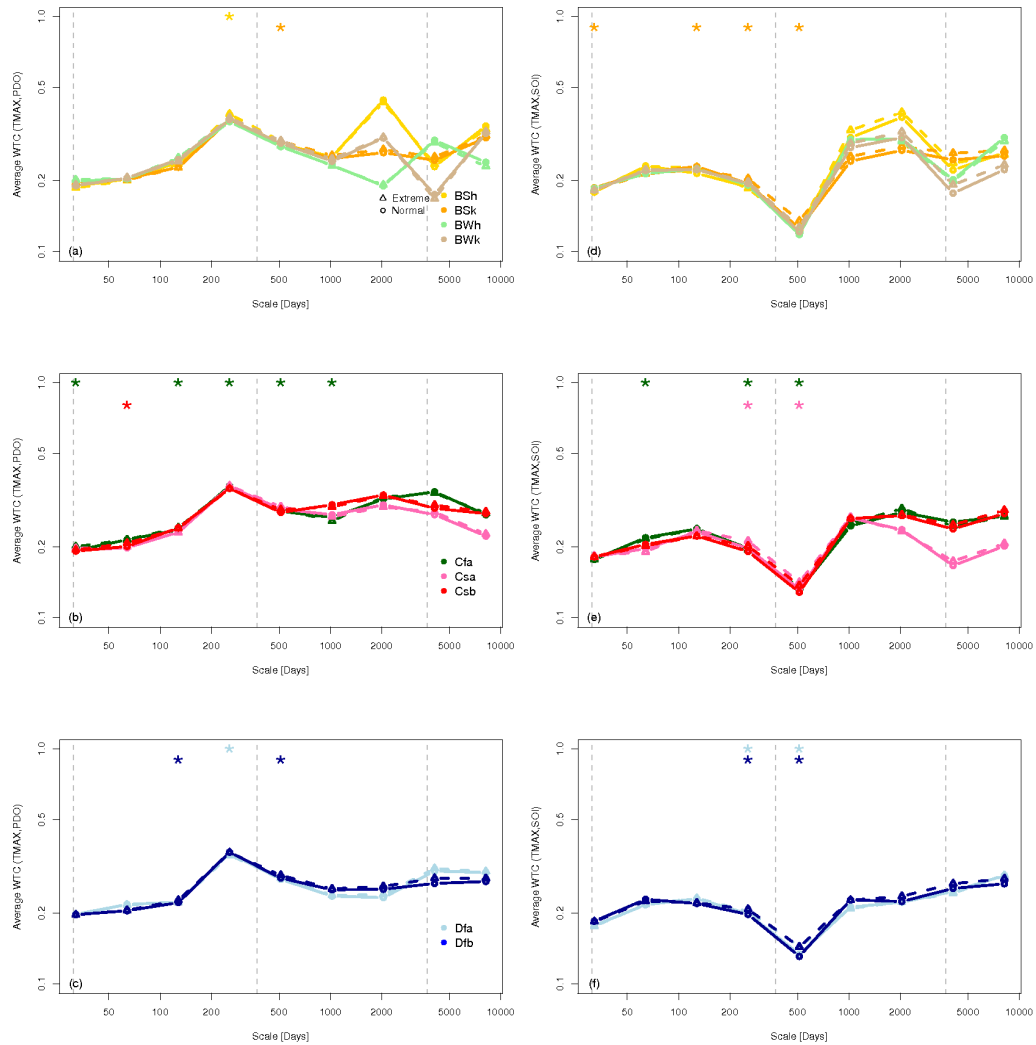 Average WTC (TMAX,PDO)
1.0
0.5
0.2
0.1
*
*
△ Extreme
○ Normal
BSh
BSk
BWh
BWk
(a)
50 100 200 500 1000 2000 5000 10000
Scale [Days]
Average WTC (TMAX,SOI)
1.0
0.5
0.2
0.1
* * * *
(d)
50 100 200 500 1000 2000 5000 10000
Scale [Days]
Average WTC (TMAX,PDO)
1.0
0.5
0.2
0.1
* * * * *
*
Cfa
Csa
Csb
(b)
50 100 200 500 1000 2000 5000 10000
Scale [Days]
Average WTC (TMAX,SOI)
1.0
0.5
0.2
0.1
* * *
* *
(e)
50 100 200 500 1000 2000 5000 10000
Scale [Days]
Average WTC (TMAX,PDO)
1.0
0.5
0.2
0.1
*
* *
Dfa
Dfb
(c)
50 100 200 500 1000 2000 5000 10000
Scale [Days]
Average WTC (TMAX,SOI)
1.0
0.5
0.2
0.1
* *
* *
(f)
50 100 200 500 1000 2000 5000 10000
Scale [Days]